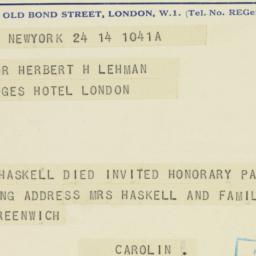 OLD BOND STREET, LONDON, W.1. (Tel. No. REGe
NEWYORK 24 14 1041A
R HERBERT H LEHMAN
GES HOTEL LONDON
HASKELL DIED INVITED HONORARY PA
NG ADDRESS MRS HASKELL AND FAMIL
REENWICH
CAROLIN .